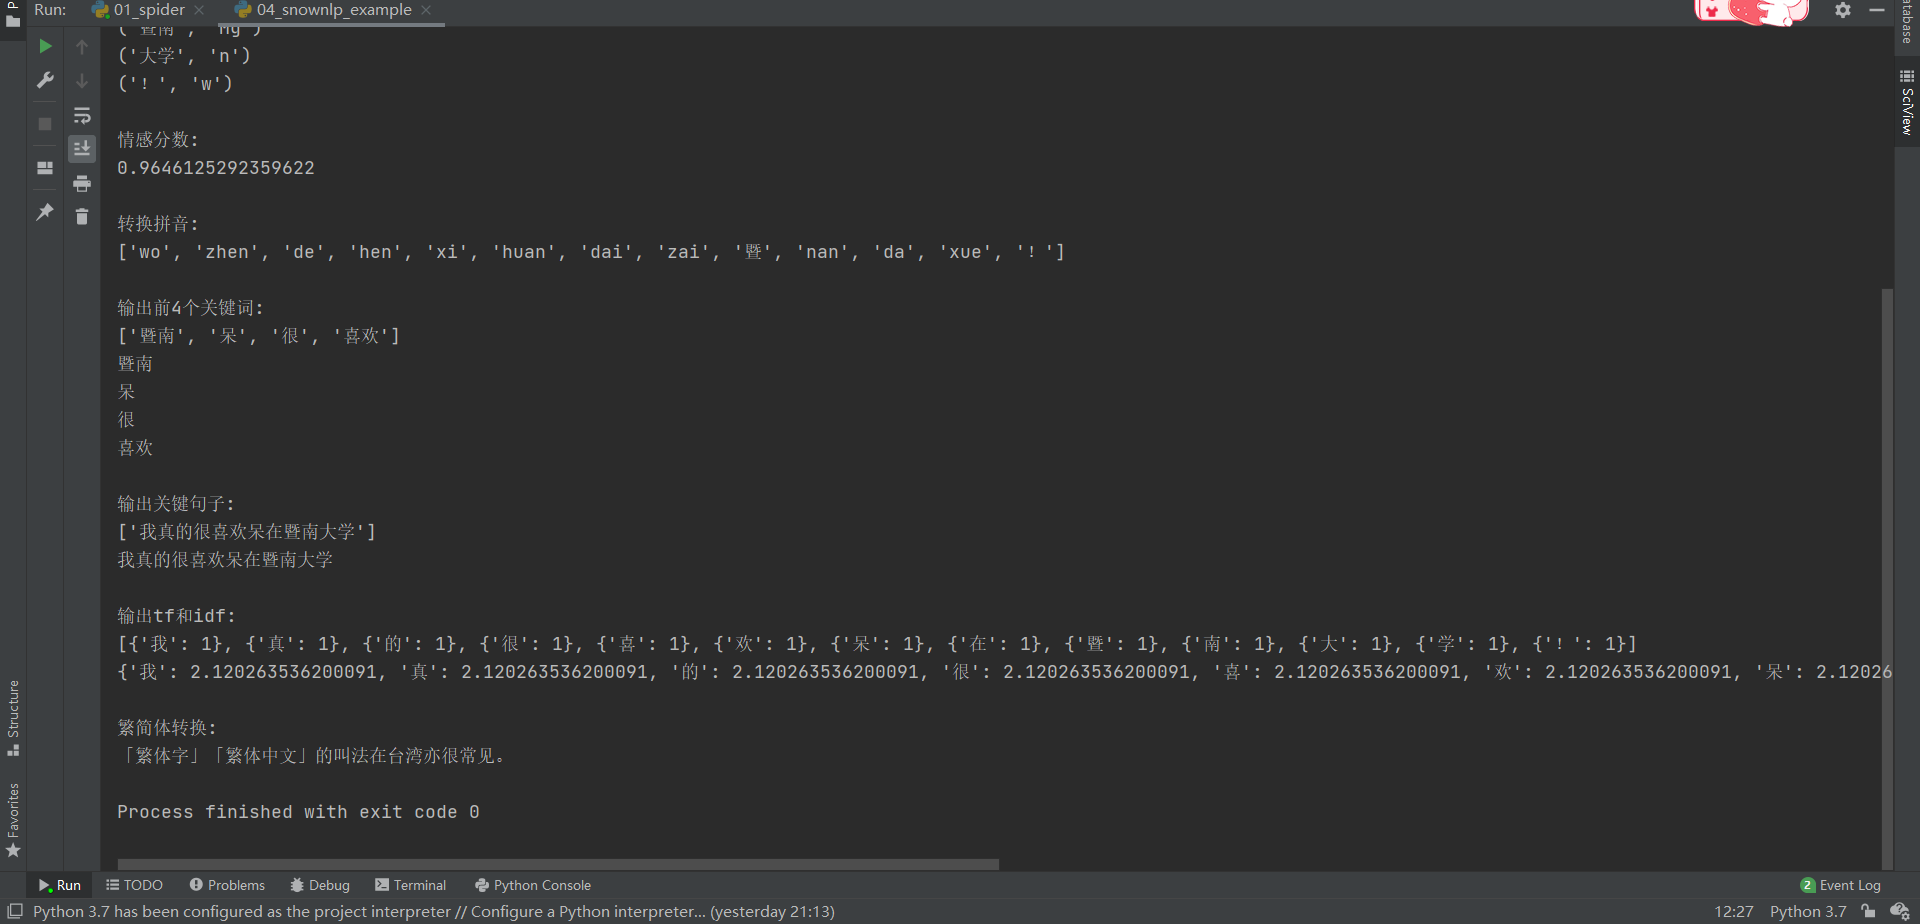 Run: 01_spider 04_snownlp_example
('暨南', 'Mg')
('大学', 'n')
('！', 'w')
情感分数:
0.9646125292359622
转换拼音:
['wo', 'zhen', 'de', 'hen', 'xi', 'huan', 'dai', 'zai', '暨', 'nan', 'da', 'xue', '！']
输出前4个关键词:
['暨南', '呆', '很', '喜欢']
暨南
呆
很
喜欢
输出关键句子:
['我真的很喜欢呆在暨南大学']
我真的很喜欢呆在暨南大学
输出tf和idf:
[{'我': 1}, {'真': 1}, {'的': 1}, {'很': 1}, {'喜': 1}, {'欢': 1}, {'呆': 1}, {'在': 1}, {'暨': 1}, {'南': 1}, {'大': 1}, {'学': 1}, {'！': 1}]
{'我': 2.120263536200091, '真': 2.120263536200091, '的': 2.120263536200091, '很': 2.120263536200091, '喜': 2.120263536200091, '欢': 2.120263536200091, '呆': 2.12026
繁简体转换:
「繁体字」「繁体中文」的叫法在台湾亦很常见。
Process finished with exit code 0
SciView
Structure
Favorites
Run TODO Problems Debug Terminal Python Console 2 Event Log
Python 3.7 has been configured as the project interpreter // Configure a Python interpreter... (yesterday 21:13) 12:27 Python 3.7